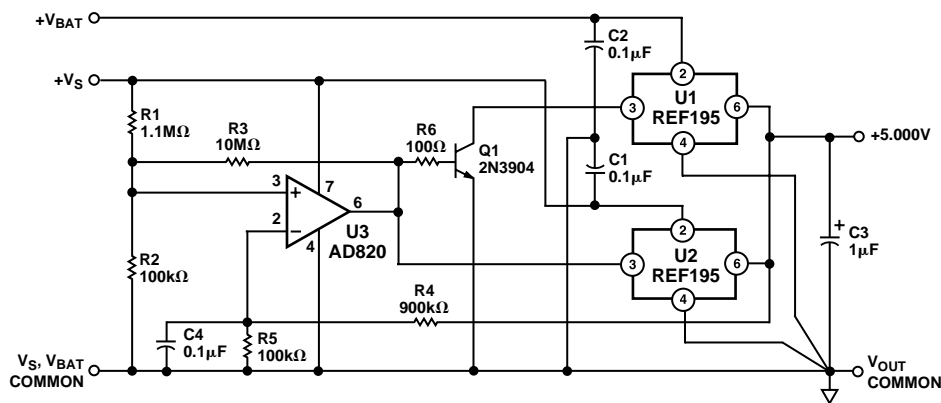 +VBAT
+VS
C2
0.1μF
R1
1.1MΩ
R3
10MΩ
R6
100Ω
Q1
2N3904
2
U1
REF195
3
6
4
+5.000V
C1
0.1μF
3
+
2
−
7
6
4
U3
AD820
2
U2
REF195
3
6
4
+
C3
1μF
R2
100kΩ
R4
900kΩ
C4
0.1μF
R5
100kΩ
VS, VBAT
COMMON
VOUT
COMMON